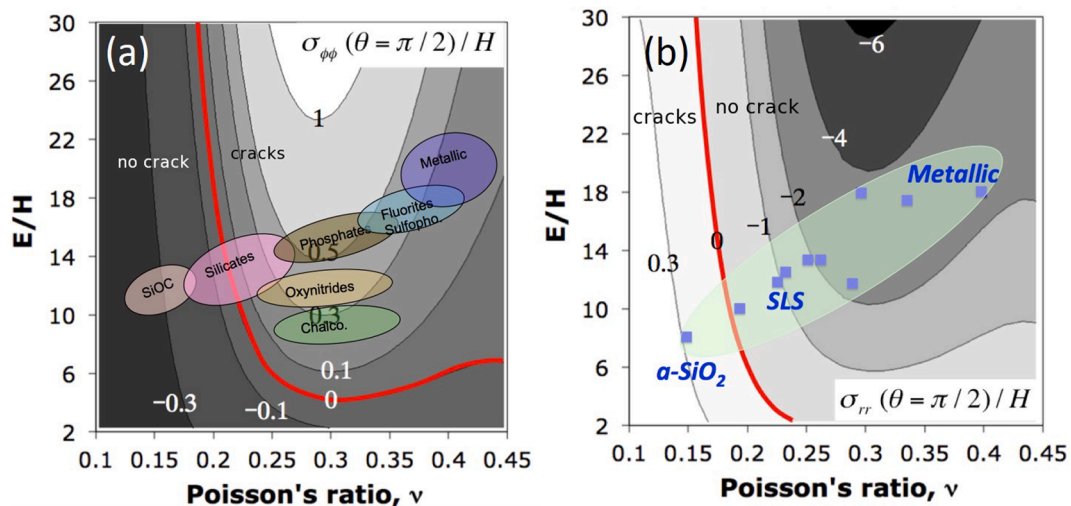 (a)
σϕϕ (θ = π / 2) / H
30
26
22
18
14
10
6
2
E/H
no crack
cracks
1
Metallic
Fluorites
Sulfopho.
Phosphates
0.5
Silicates
SiOC
Oxynitrides
0.3
Chalco.
0.1
0
−0.1
−0.3
0.1 0.15 0.2 0.25 0.3 0.35 0.4 0.45
Poisson's ratio, ν
(b)
−6
30
26
22
18
14
10
6
2
E/H
cracks
no crack
−4
Metallic
−2
−1
0
0.3
SLS
a-SiO2
σrr (θ = π / 2) / H
0.1 0.15 0.2 0.25 0.3 0.35 0.4 0.45
Poisson's ratio, ν